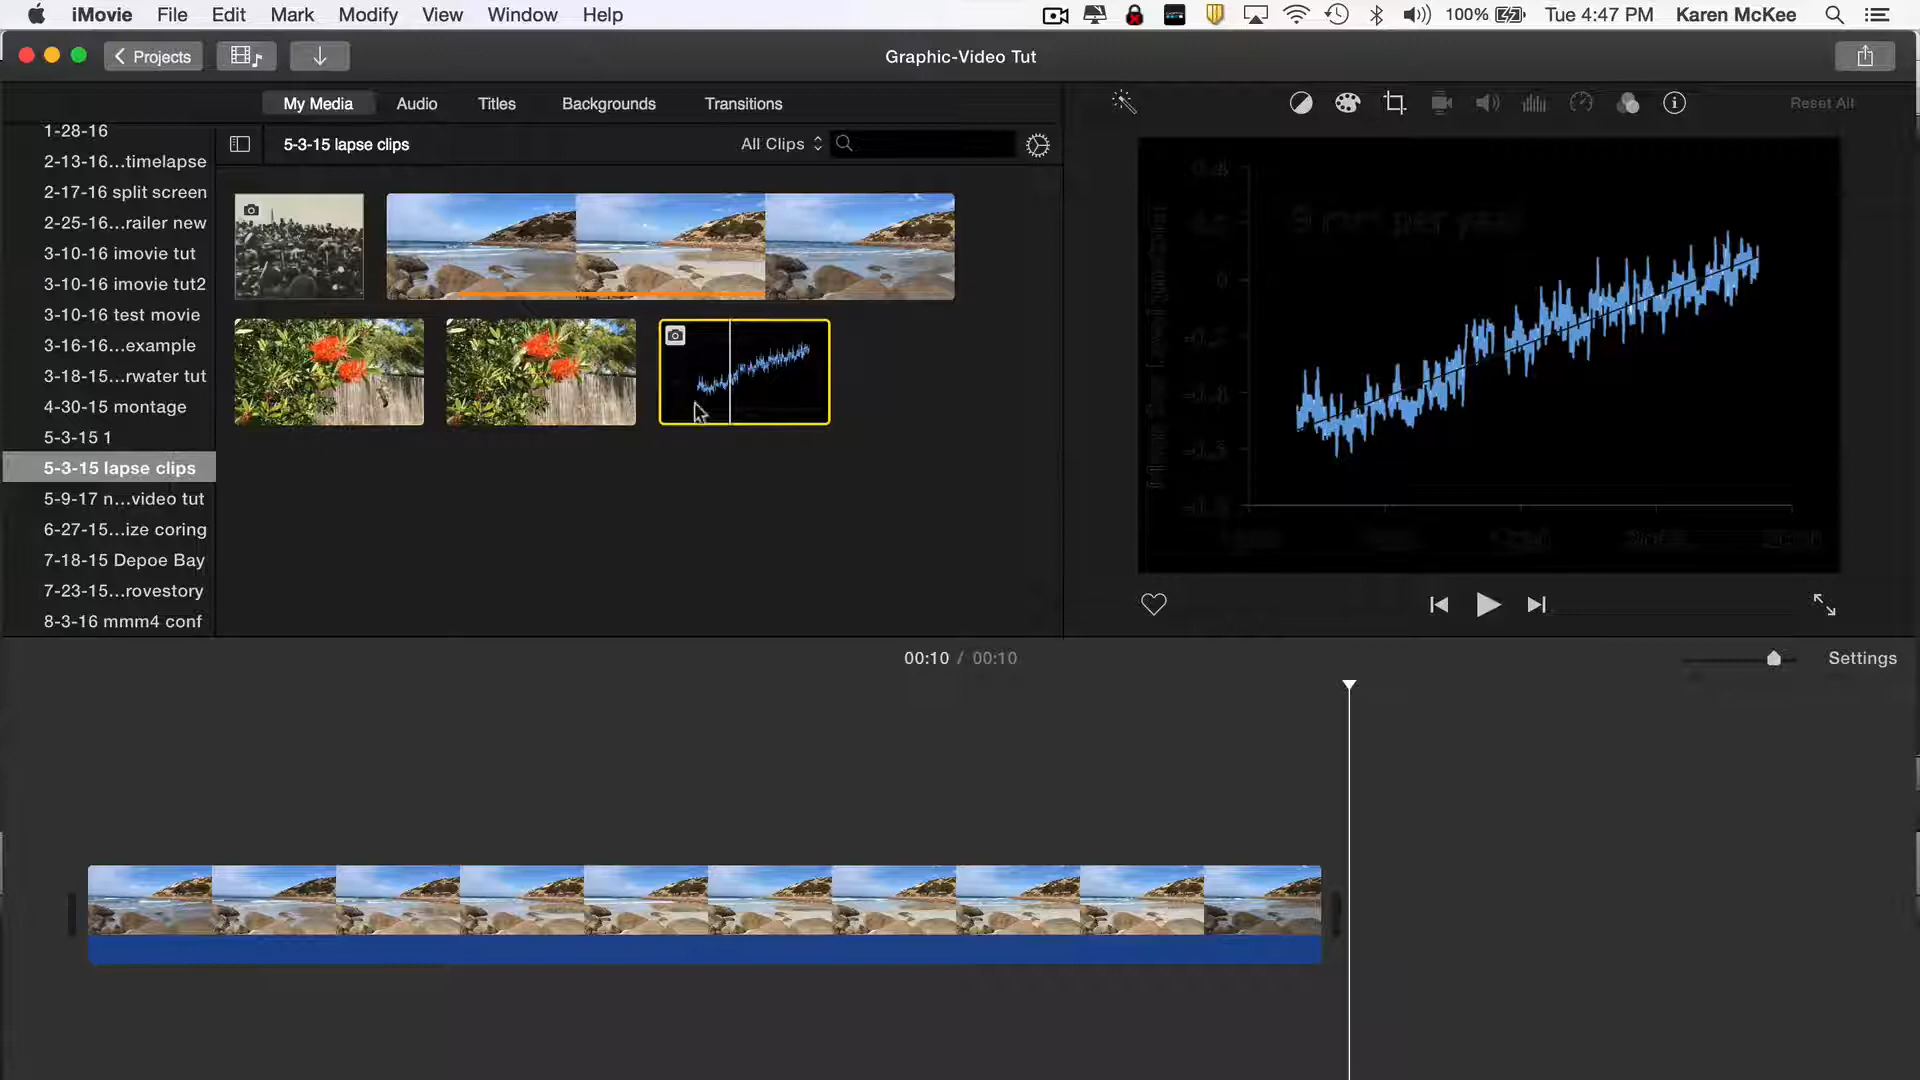 iMovie File Edit Mark Modify View Window Help 100% Tue 4:47 PM Karen McKee
Projects Graphic-Video Tut
My Media Audio Titles Backgrounds Transitions Reset All
5-3-15 lapse clips All Clips
1-28-16
2-13-16...timelapse
2-17-16 split screen
2-25-16...railer new
3-10-16 imovie tut
3-10-16 imovie tut2
3-10-16 test movie
3-16-16...example
3-18-15...rwater tut
4-30-15 montage
5-3-15 1
5-3-15 lapse clips
5-9-17 n...video tut
6-27-15...ize coring
7-18-15 Depoe Bay
7-23-15...rovestory
8-3-16 mmm4 conf
9 mm per year
0
00:10 / 00:10 Settings